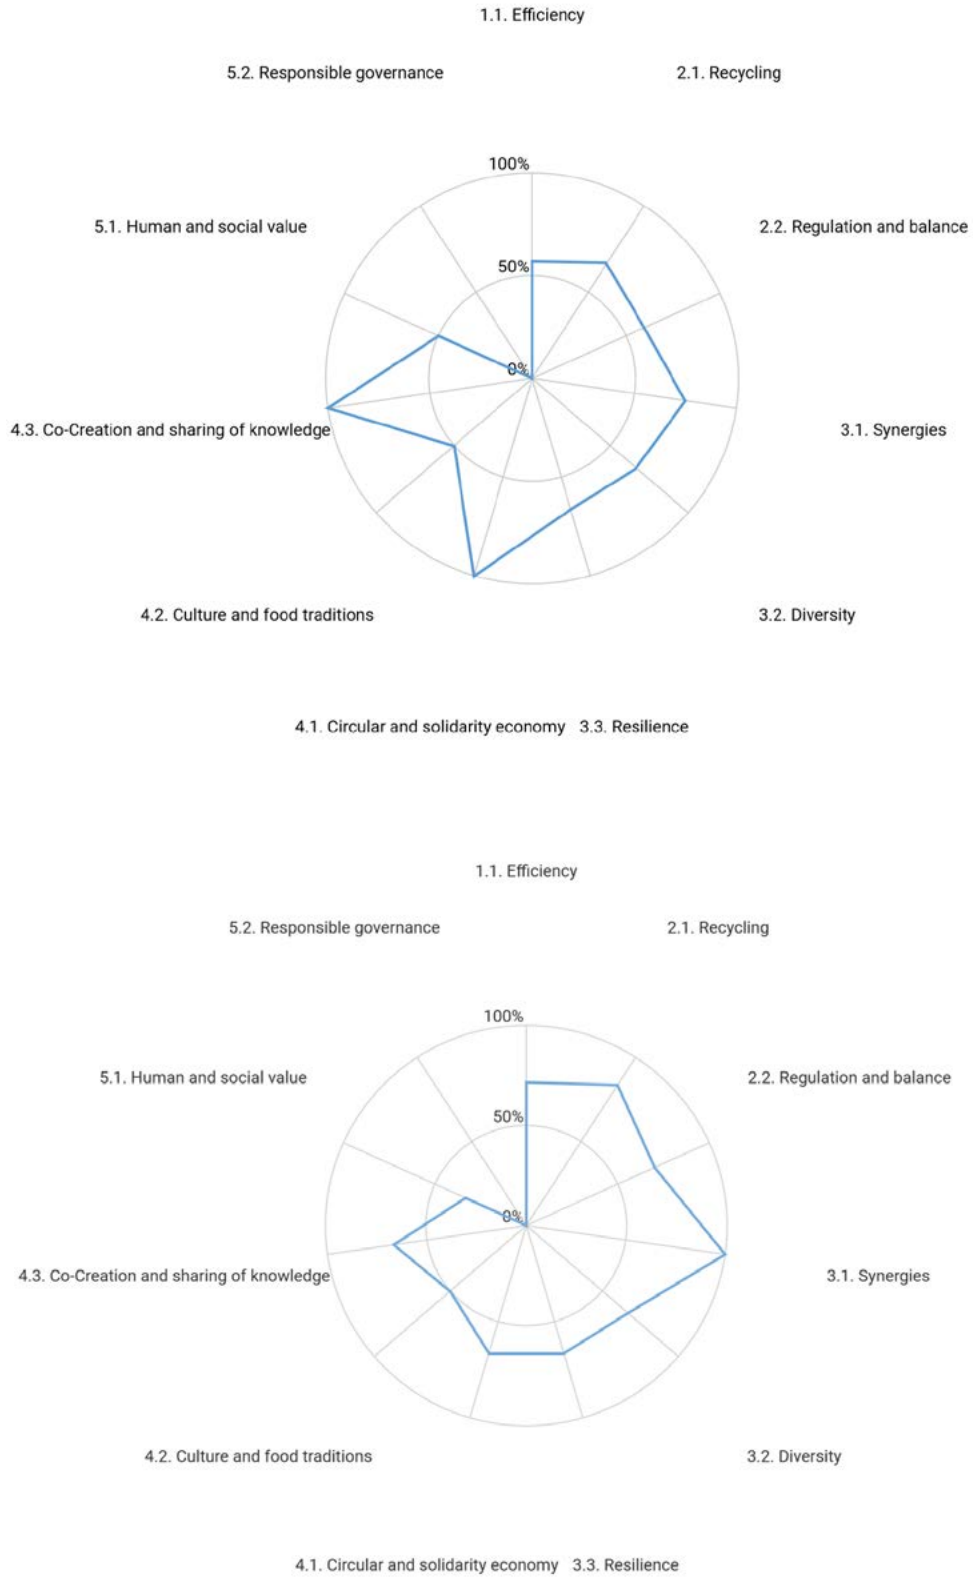 1.1. Efficiency
5.2. Responsible governance 2.1. Recycling
100%
5.1. Human and social value 2.2. Regulation and balance
50%
0%
4.3. Co-Creation and sharing of knowledge 3.1. Synergies
4.2. Culture and food traditions 3.2. Diversity
4.1. Circular and solidarity economy 3.3. Resilience
1.1. Efficiency
5.2. Responsible governance 2.1. Recycling
100%
5.1. Human and social value 2.2. Regulation and balance
50%
0%
4.3. Co-Creation and sharing of knowledge 3.1. Synergies
4.2. Culture and food traditions 3.2. Diversity
4.1. Circular and solidarity economy 3.3. Resilience